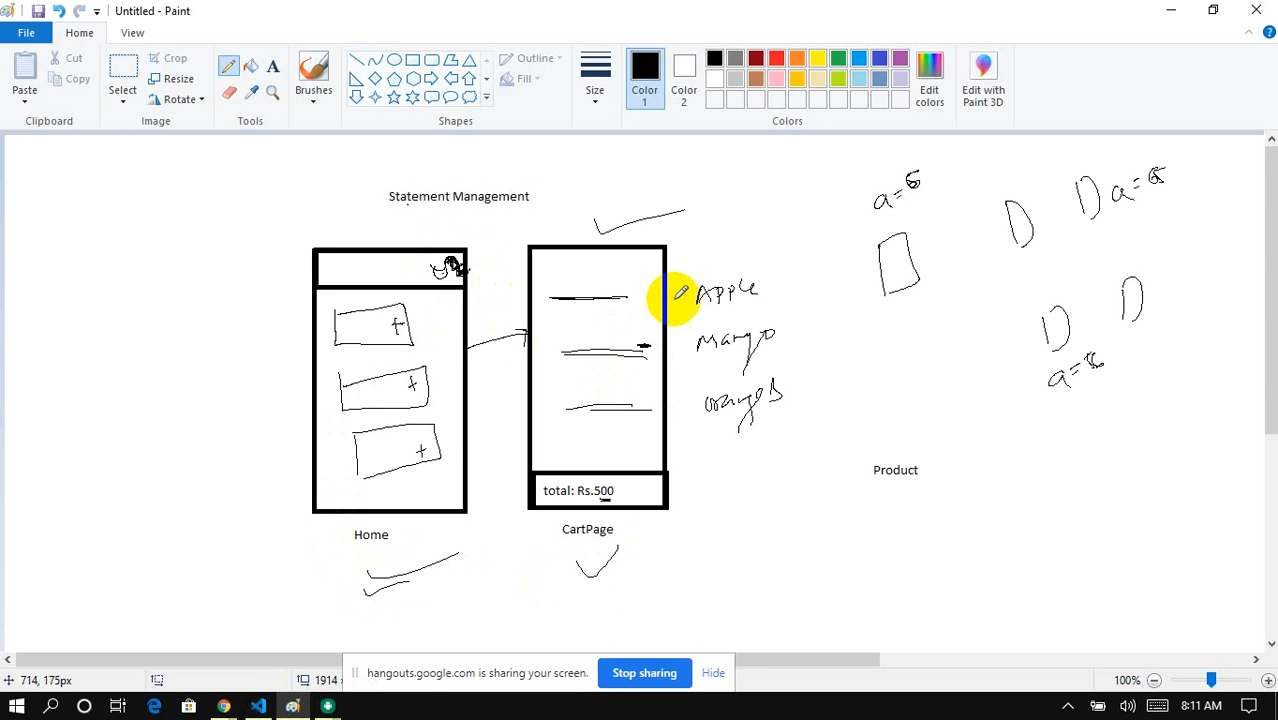 Untitled - Paint
File
Home
View
Paste
Cut
Copy
Clipboard
Select
Crop
Resize
Rotate
Image
A
Tools
Brushes
Shapes
Outline
Fill
Size
Color 1
Color 2
Colors
Edit colors
Edit with Paint 3D
Statement Management
a=
D
D a=
+
+
+
Apple
Mango
D
D
a=
total: Rs.500
Product
Home
CartPage
hangouts.google.com is sharing your screen.
Stop sharing
Hide
714, 175px
1914 ×
100%
8:11 AM